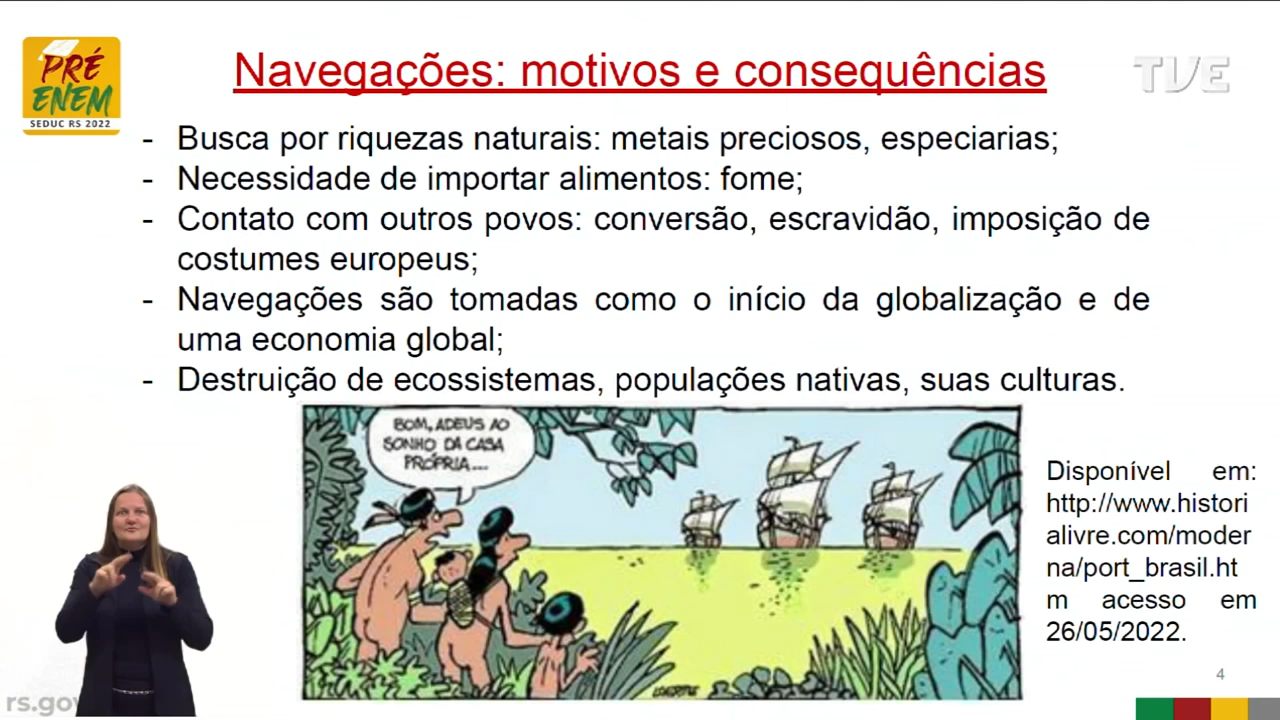 PRÉ
ENEM
SEDUC RS 2022
Navegações: motivos e consequências
TVE
- Busca por riquezas naturais: metais preciosos, especiarias;
- Necessidade de importar alimentos: fome;
- Contato com outros povos: conversão, escravidão, imposição de
costumes europeus;
- Navegações são tomadas como o início da globalização e de
uma economia global;
- Destruição de ecossistemas, populações nativas, suas culturas.
BOM, ADEUS AO
SONHO DA CASA
PRÓPRIA...
Disponível em:
http://www.histori
alivre.com/moder
na/port_brasil.ht
m acesso em
26/05/2022.
4
rs.gov